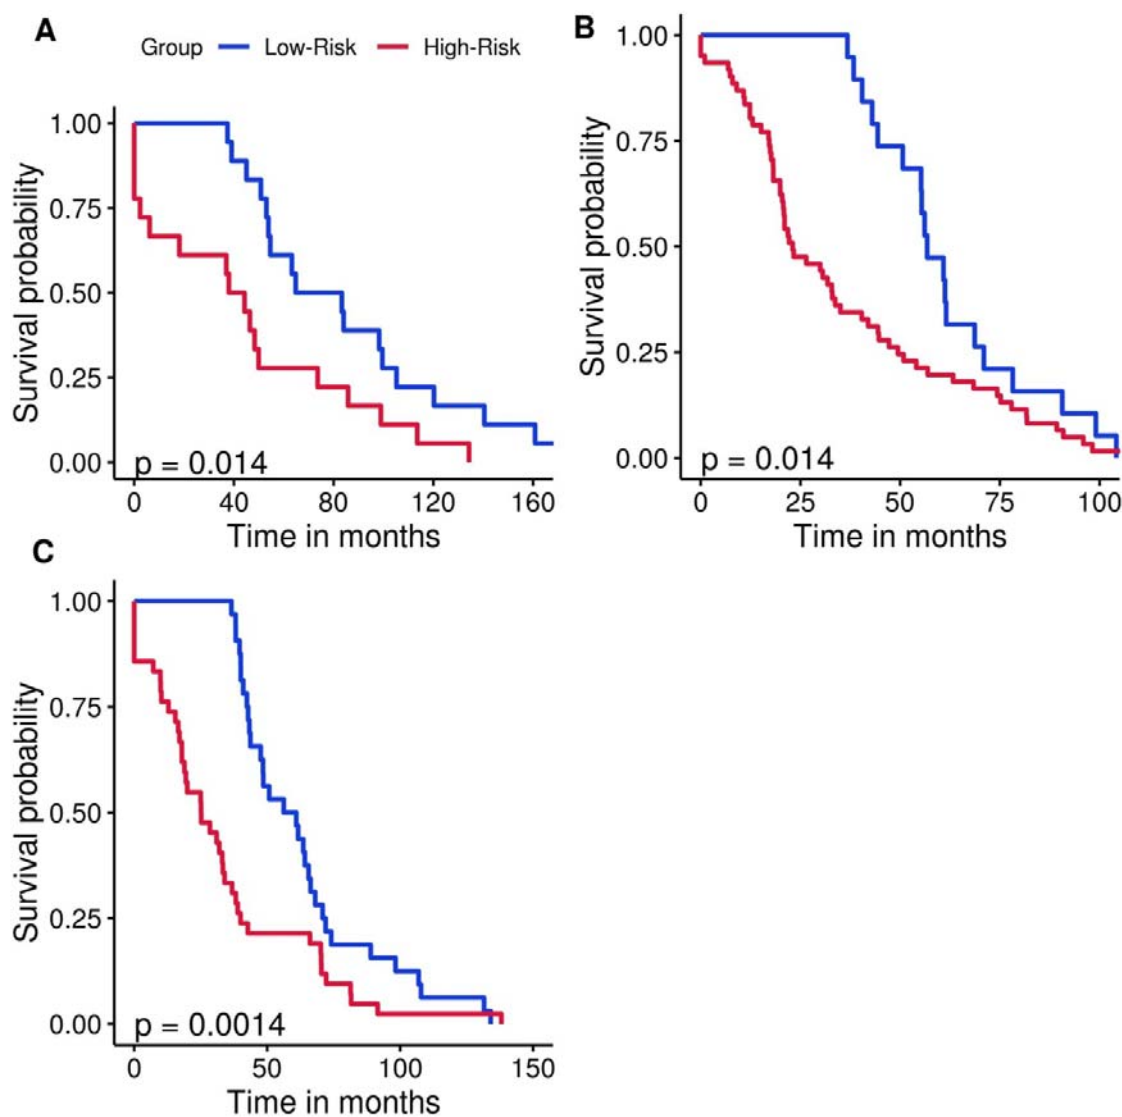 A
Group Low-Risk High-Risk
Survival probability
1.00
0.75
0.50
0.25
0.00
p = 0.014
0 40 80 120 160
Time in months
B
Survival probability
1.00
0.75
0.50
0.25
0.00
p = 0.014
0 25 50 75 100
Time in months
C
Survival probability
1.00
0.75
0.50
0.25
0.00
p = 0.0014
0 50 100 150
Time in months